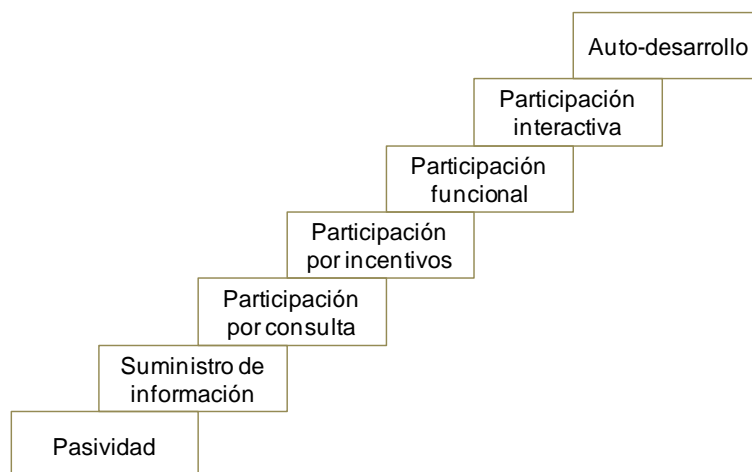 Auto-desarrollo
Participación
interactiva
Participación
funcional
Participación
por incentivos
Participación
por consulta
Suministro de
información
Pasividad